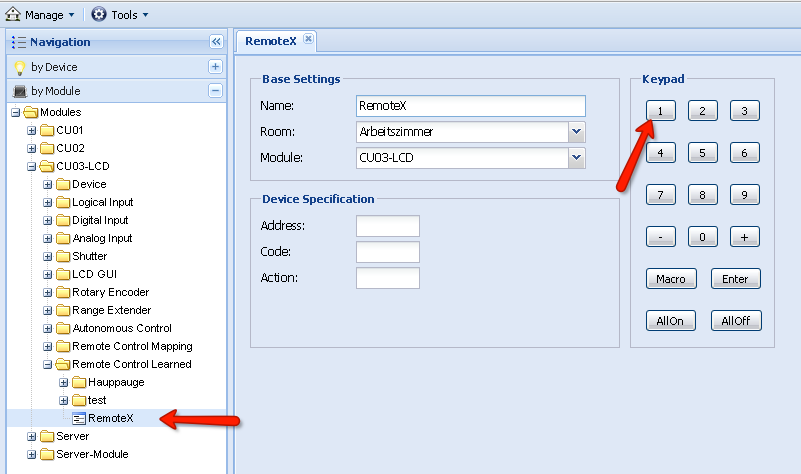 Manage Tools
Navigation
by Device
by Module
Modules
CU01
CU02
CU03-LCD
Device
Logical Input
Digital Input
Analog Input
Shutter
LCD GUI
Rotary Encoder
Range Extender
Autonomous Control
Remote Control Mapping
Remote Control Learned
Hauppauge
test
RemoteX
Server
Server-Module
RemoteX
Base Settings
Name: RemoteX
Room: Arbeitszimmer
Module: CU03-LCD
Device Specification
Address:
Code:
Action:
Keypad
1 2 3
4 5 6
7 8 9
- 0 +
Macro Enter
AllOn AllOff